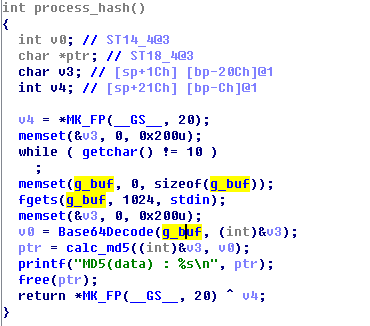 int process_hash()
{
int v0; // ST14_4@3
char *ptr; // ST18_4@3
char v3; // [sp+1Ch] [bp-20Ch]@1
int v4; // [sp+21Ch] [bp-Ch]@1
v4 = *MK_FP(__GS__, 20);
memset(&v3, 0, 0x200u);
while ( getchar() != 10 )
;
memset(g_buf, 0, sizeof(g_buf));
fgets(g_buf, 1024, stdin);
memset(&v3, 0, 0x200u);
v0 = Base64Decode(g_buf, (int)&v3);
ptr = calc_md5((int)&v3, v0);
printf("MD5(data) : %s\n", ptr);
free(ptr);
return *MK_FP(__GS__, 20) ^ v4;
}